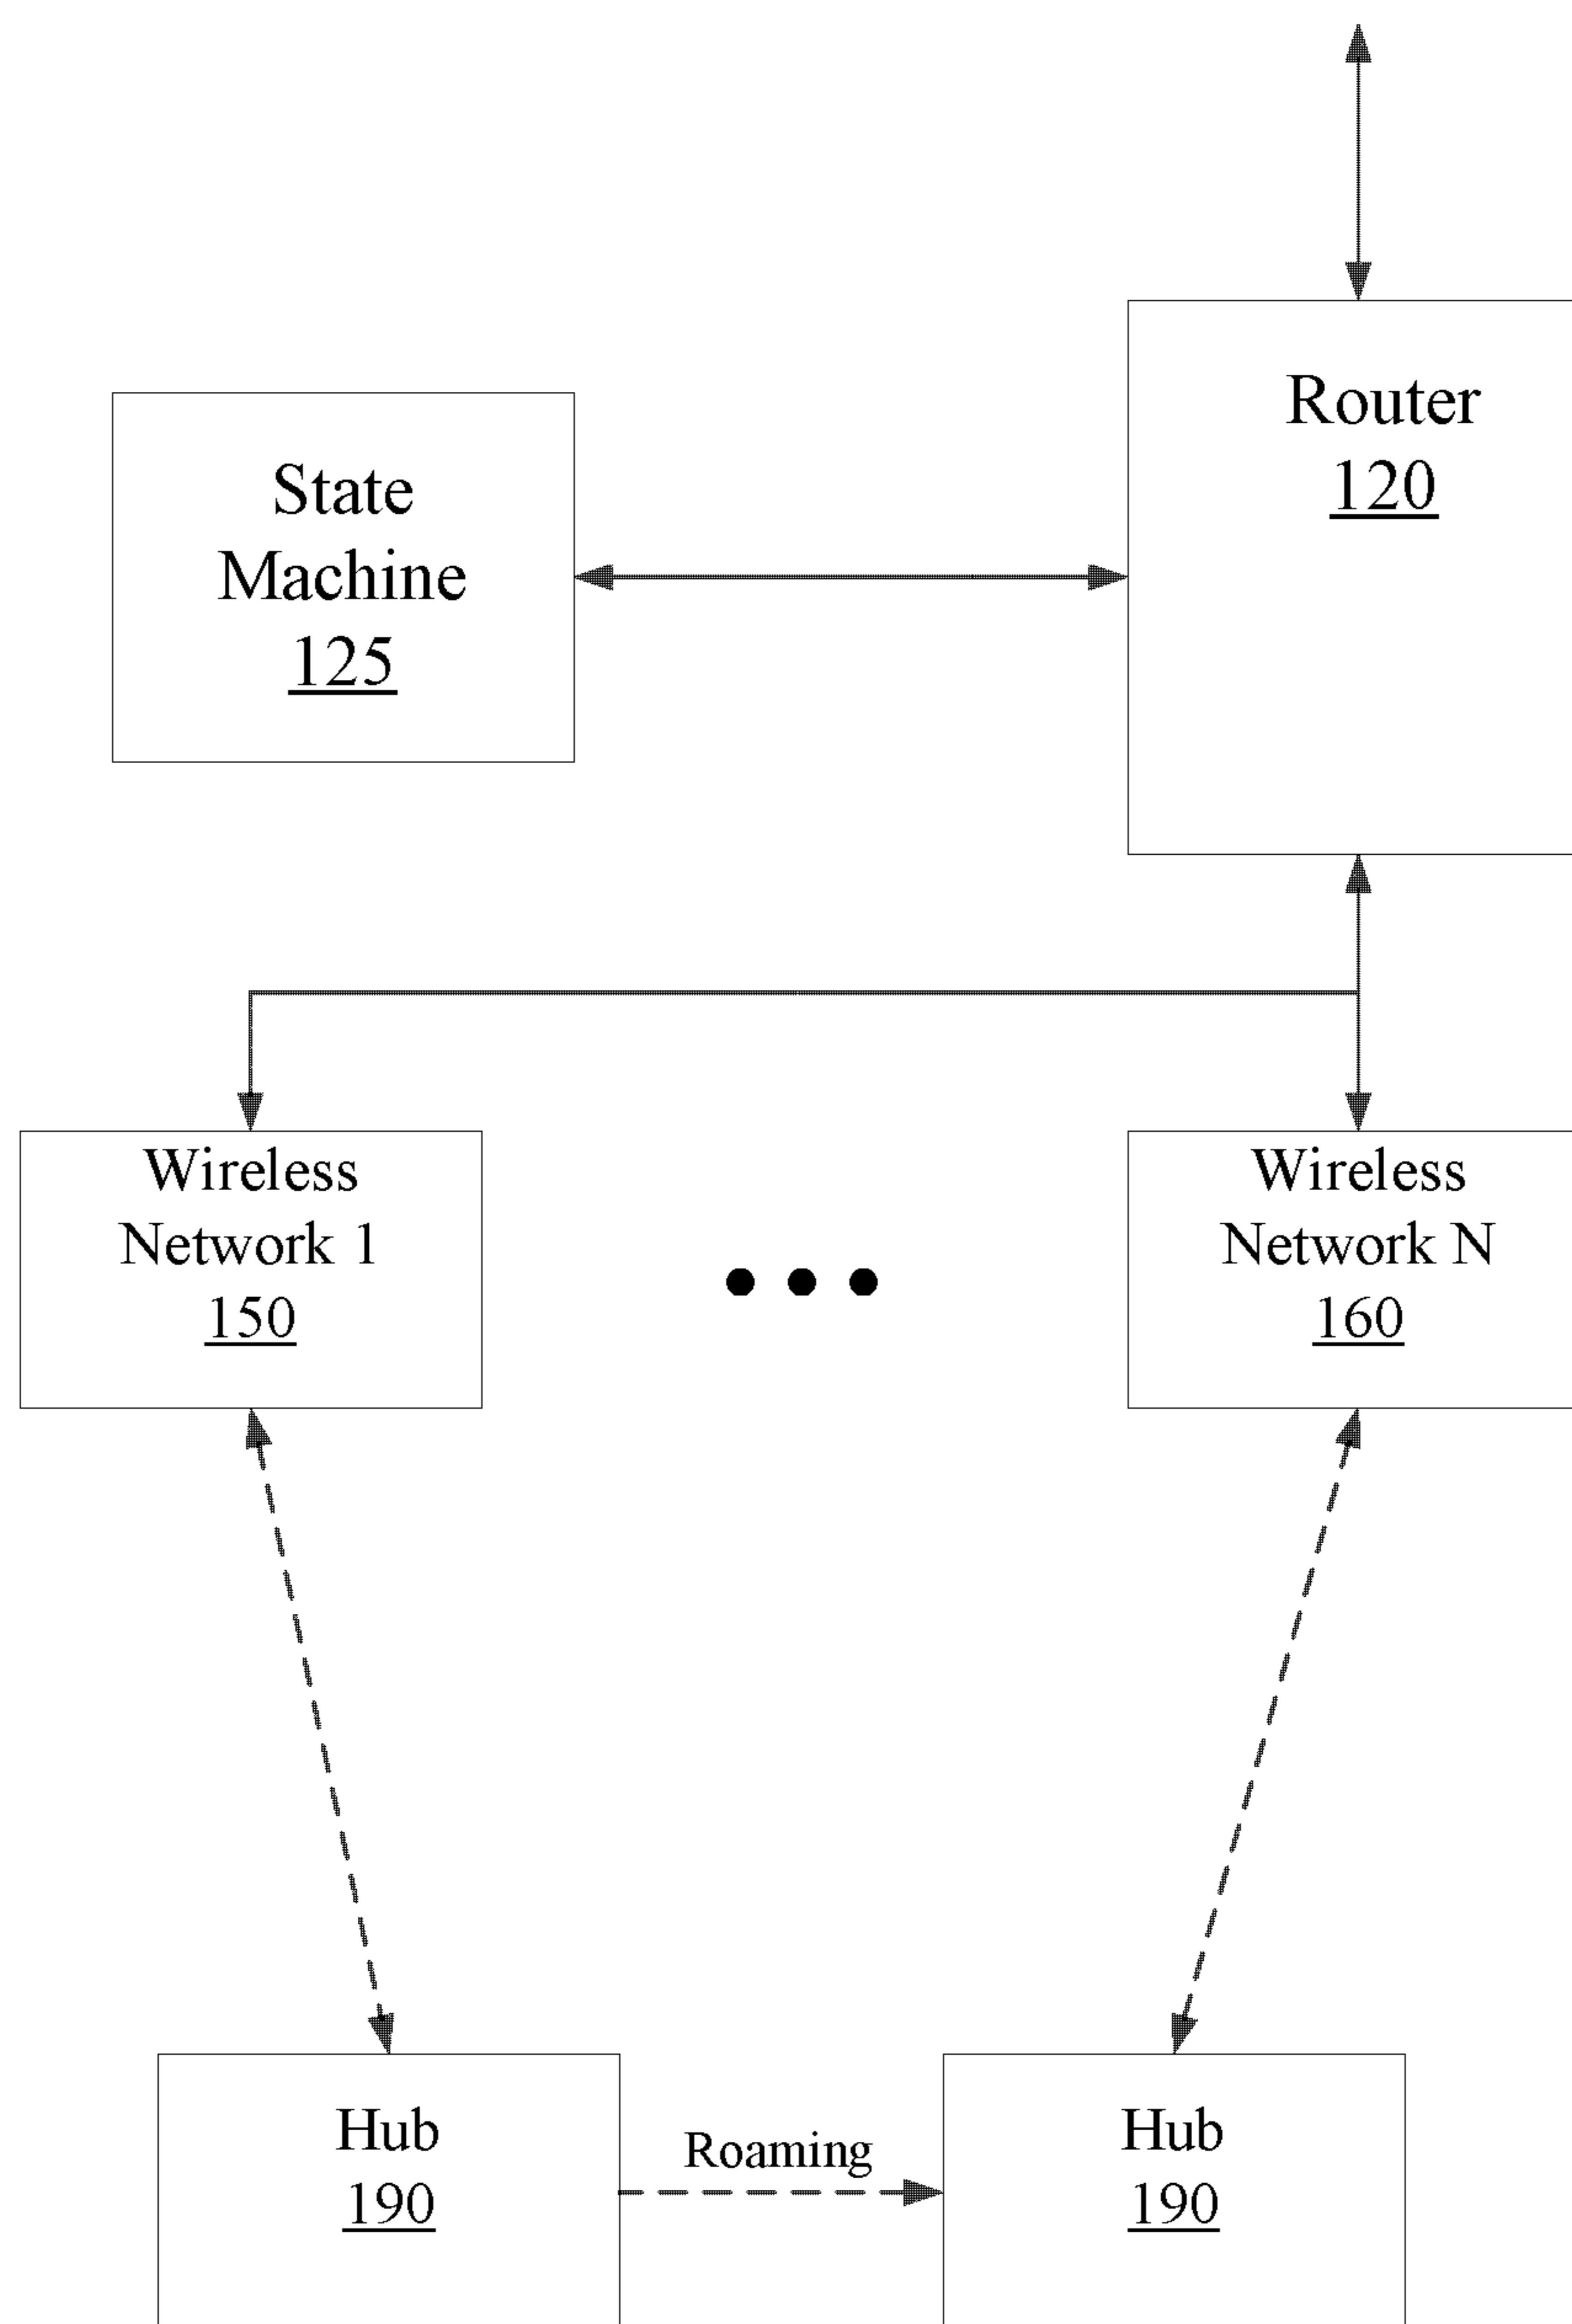 Router
120
State
Machine
125
Wireless
Network 1
150
Wireless
Network N
160
Hub
190
Roaming
Hub
190